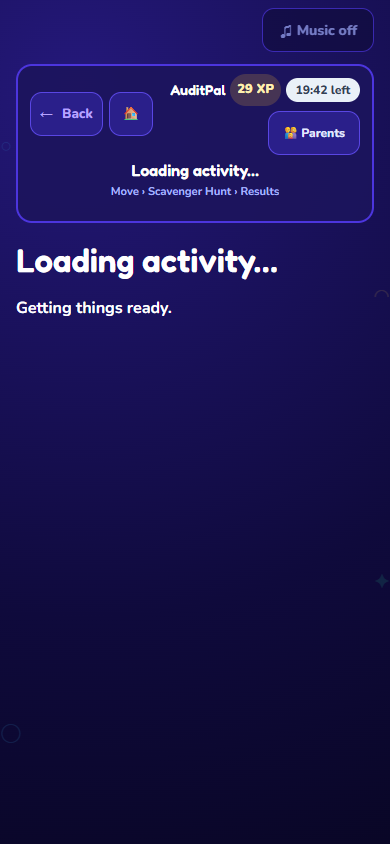 ♫ Music off
← Back
AuditPal 29 XP 19:42 left
Parents
Loading activity...
Move › Scavenger Hunt › Results
Loading activity...
Getting things ready.